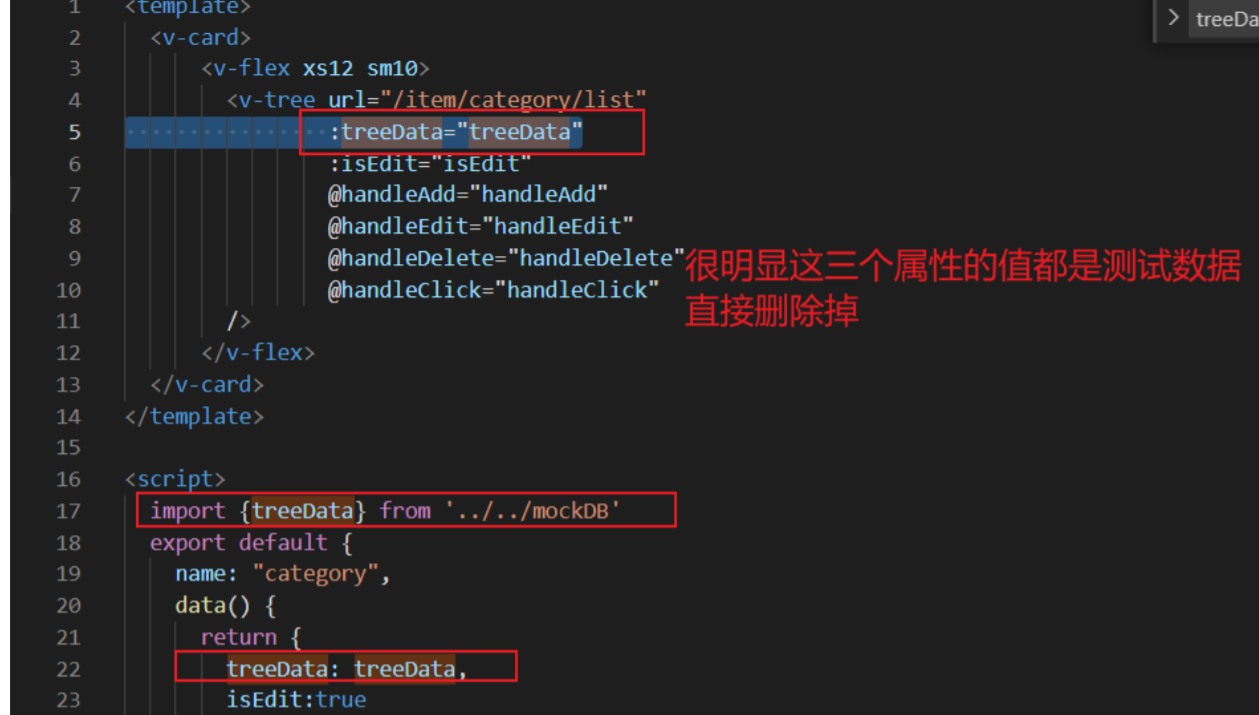 1 <template>
> treeDa
2 <v-card>
3 <v-flex xs12 sm10>
4 <v-tree url="/item/category/list"
5 :treeData="treeData"
6 :isEdit="isEdit"
7 @handleAdd="handleAdd"
8 @handleEdit="handleEdit"
9 @handleDelete="handleDelete"
很明显这三个属性的值都是测试数据
10 @handleClick="handleClick"
直接删除掉
11 />
12 </v-flex>
13 </v-card>
14 </template>
15
16 <script>
17 import {treeData} from '../../mockDB'
18 export default {
19 name: "category",
20 data() {
21 return {
22 treeData: treeData,
23 isEdit:true